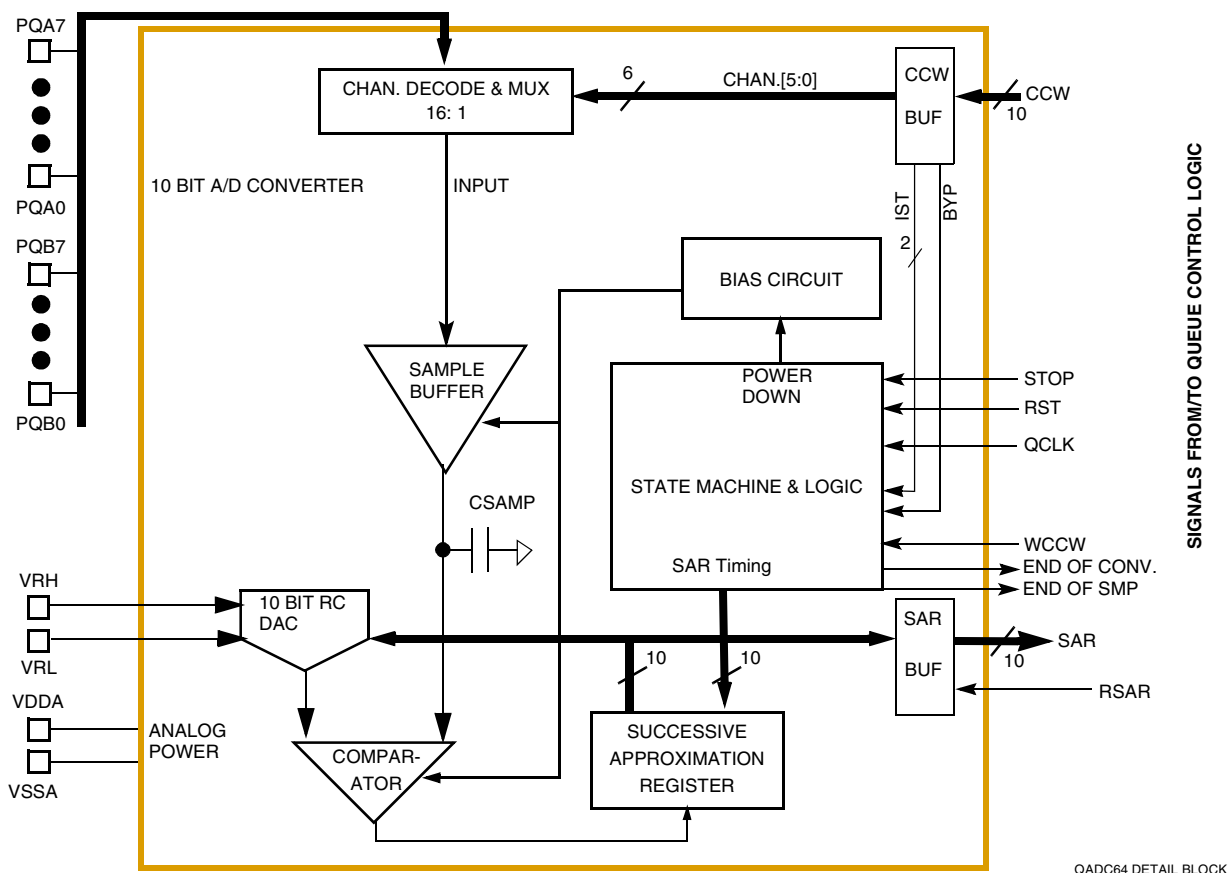 PQA7
PQA0
PQB7
PQB0
CHAN. DECODE & MUX
16: 1
6
CHAN.[5:0]
CCW
BUF
CCW
10
10 BIT A/D CONVERTER
INPUT
IST
BYP
2
BIAS CIRCUIT
SAMPLE
BUFFER
POWER
DOWN
STATE MACHINE & LOGIC
SAR Timing
STOP
RST
QCLK
WCCW
END OF CONV.
END OF SMP
SIGNALS FROM/TO QUEUE CONTROL LOGIC
CSAMP
VRH
VRL
10 BIT RC
DAC
10
10
SAR
BUF
SAR
10
RSAR
VDDA
VSSA
ANALOG
POWER
COMPAR-
ATOR
SUCCESSIVE
APPROXIMATION
REGISTER
QADC64 DETAIL BLOCK